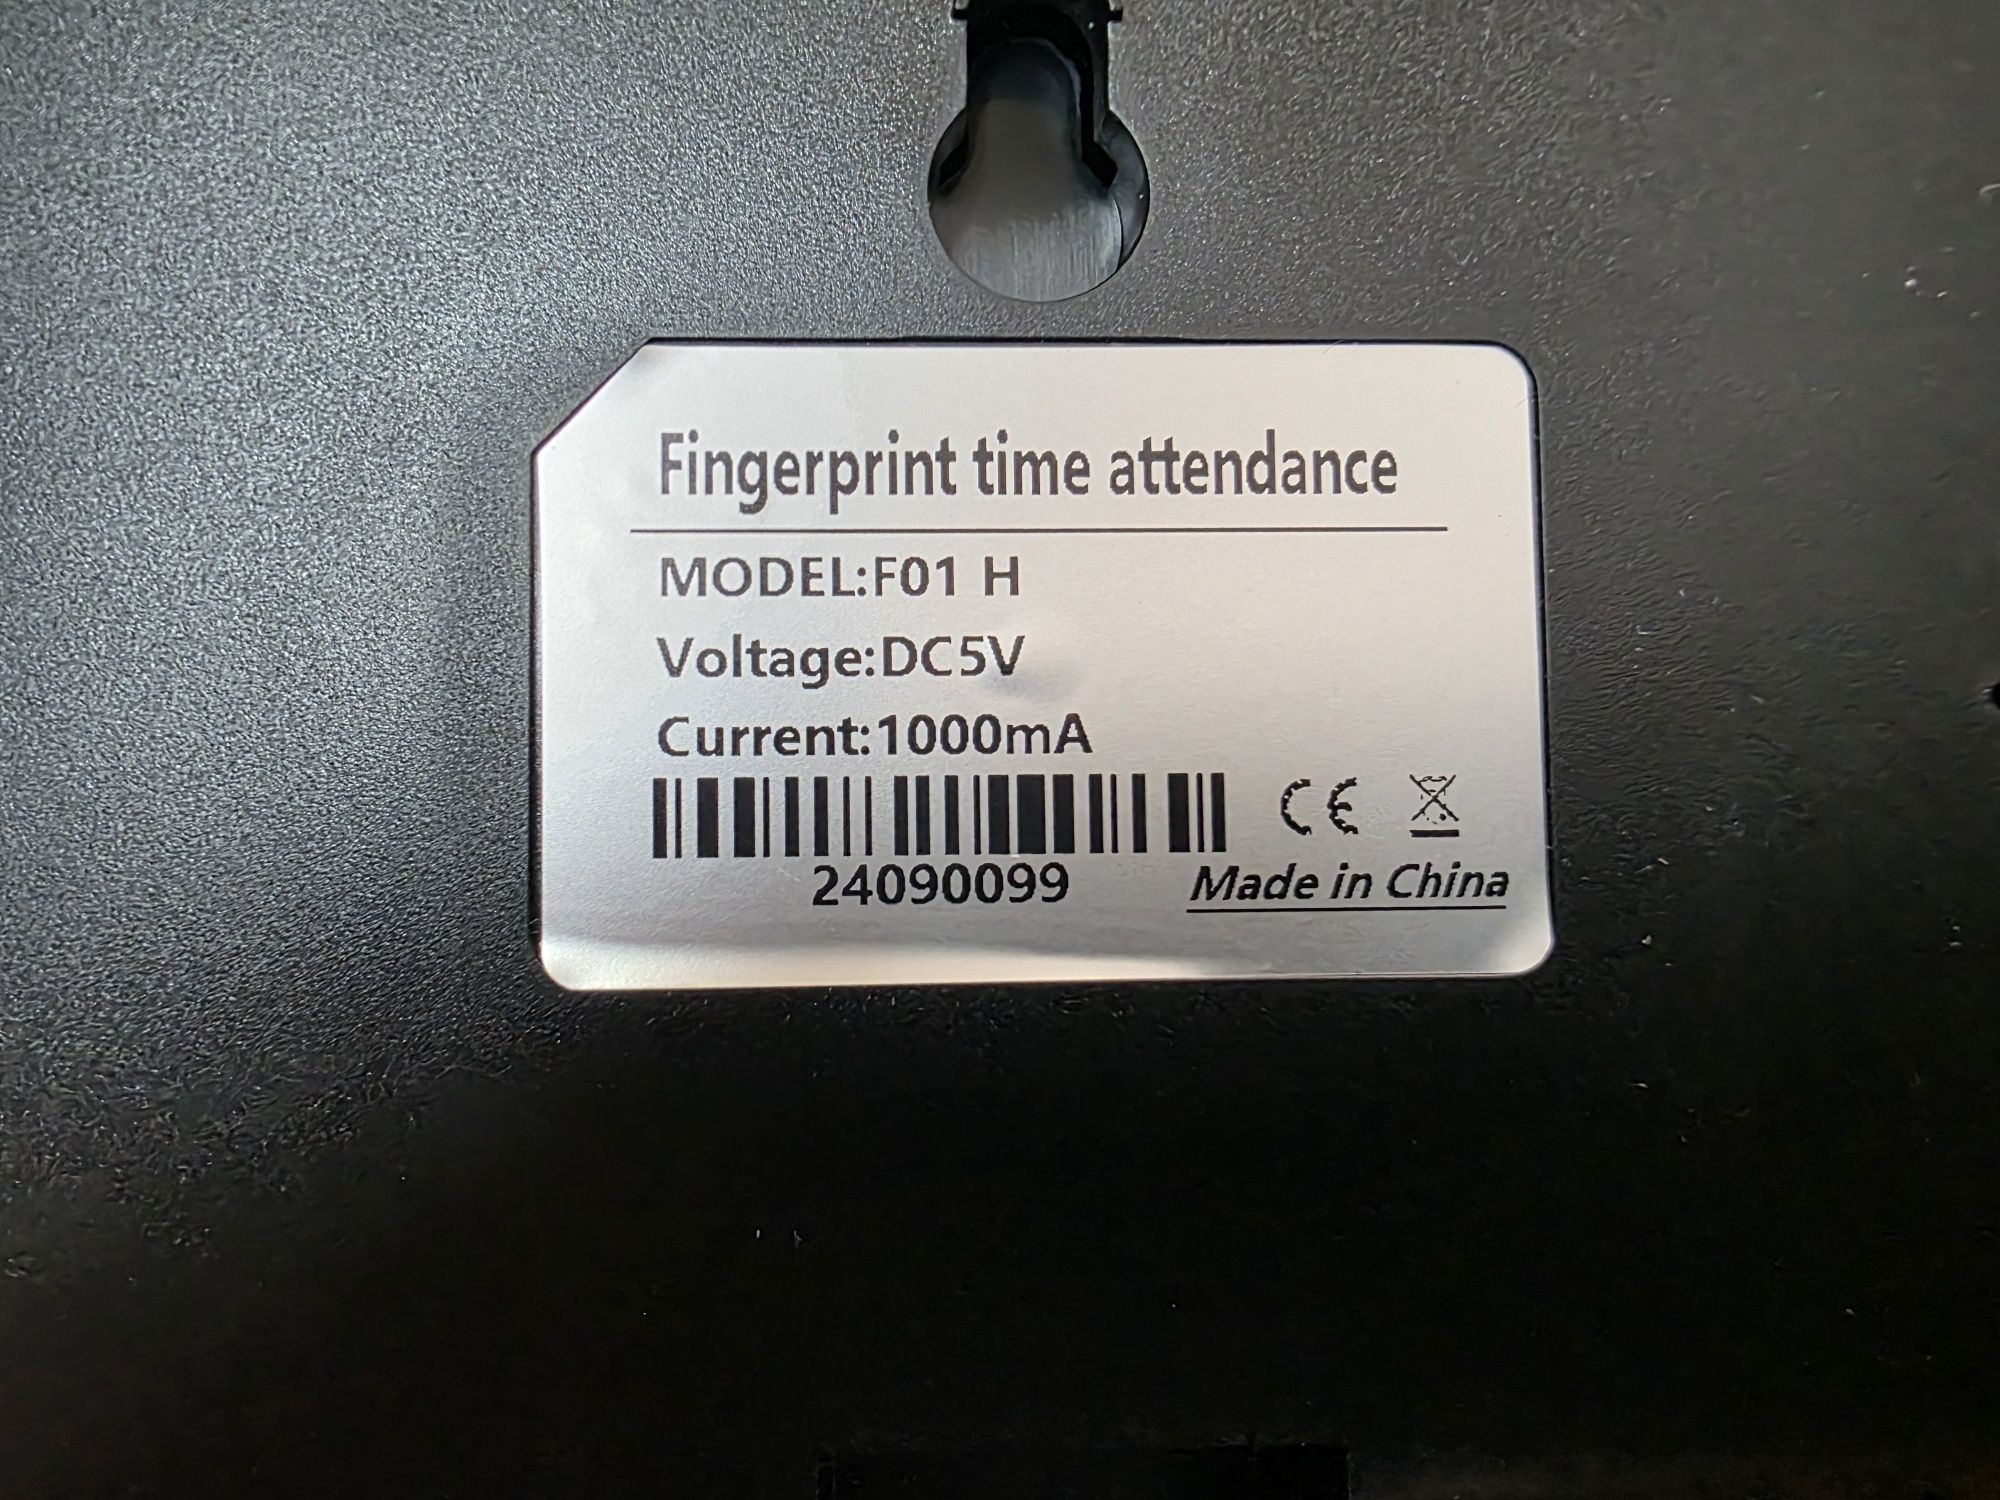 Fingerprint time attendance
MODEL:F01 H
Voltage:DC5V
Current:1000mA
CE
24090099
Made in China